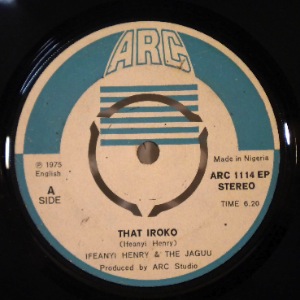 ARC
℗ 1975
English
A
SIDE
Made in Nigeria
ARC 1114 EP
STEREO
TIME 6.20
THAT IROKO
(Ifeanyi Henry)
IFEANYI HENRY & THE JAGUU
Produced by ARC Studio